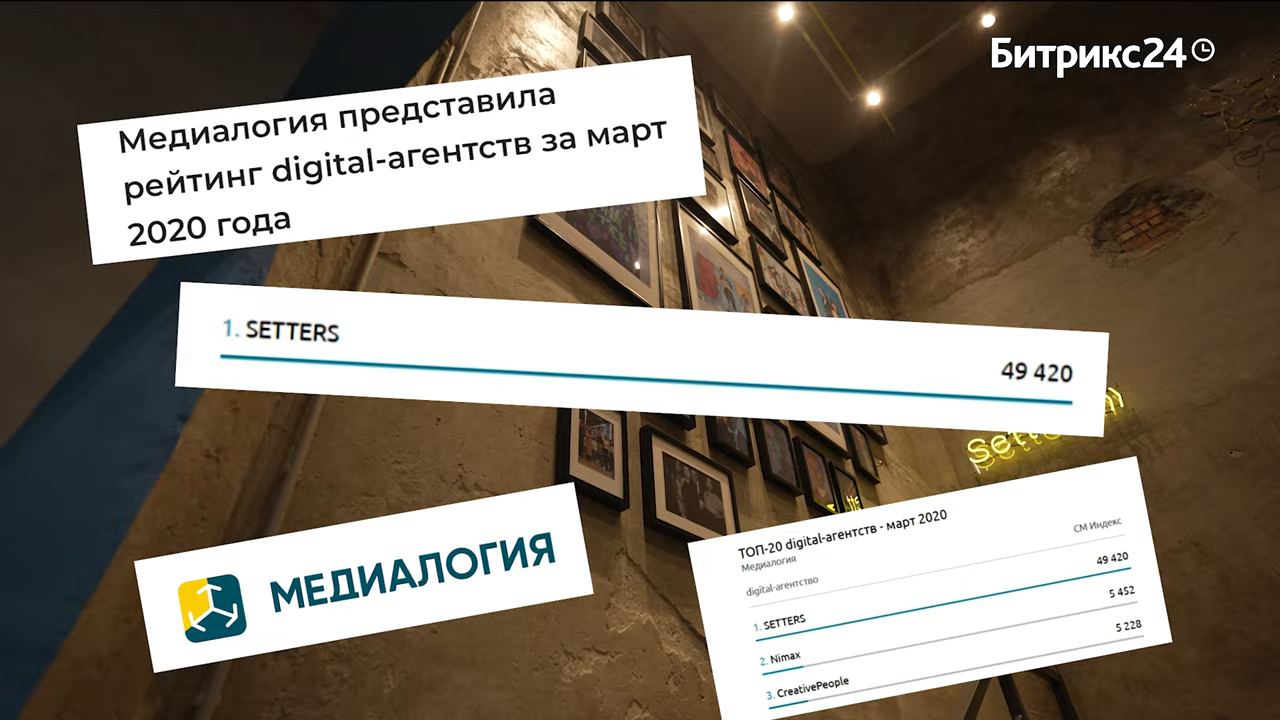 Битрикс24
Медиалогия представила
рейтинг digital-агентств за март
2020 года
1. SETTERS
49 420
МЕДИАЛОГИЯ
ТОП-20 digital-агентств - март 2020
Медиалогия
СМ Индекс
digital-агентство
49 420
1. SETTERS
5 452
2. Nimax
5 228
3. CreativePeople